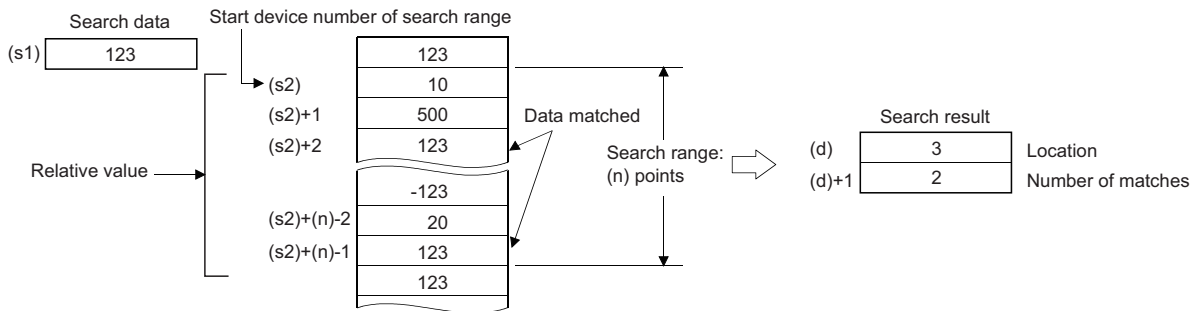 Search data
Start device number of search range
(s1)
123
123
(s2)
10
(s2)+1
500
(s2)+2
123
Data matched
Relative value
Search range:
(n) points
-123
(s2)+(n)-2
20
(s2)+(n)-1
123
123
Search result
(d)
3
Location
(d)+1
2
Number of matches